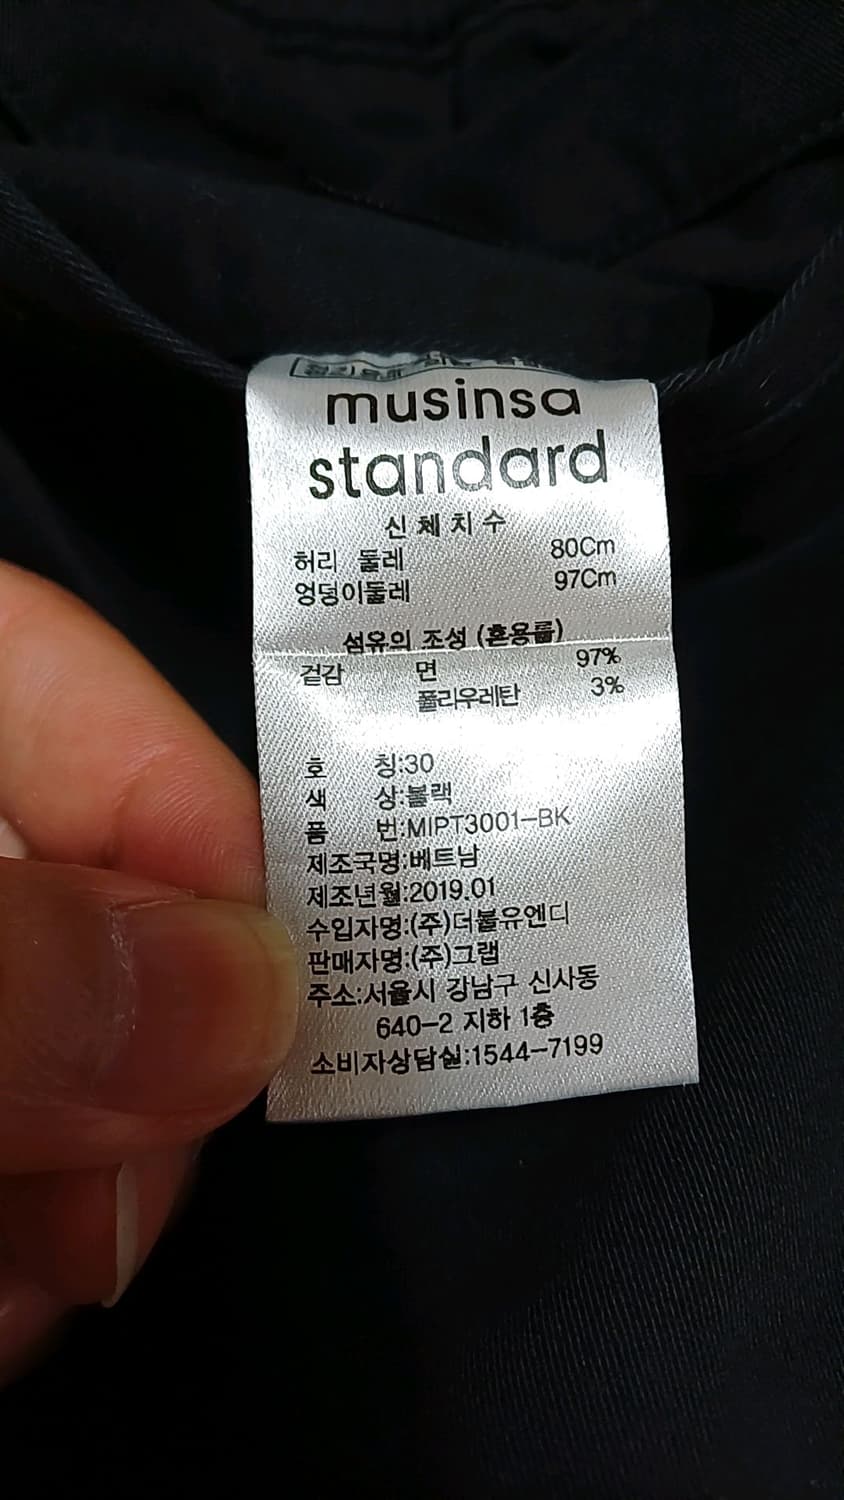 musinsa
standard
신체치수
허리 둘레 80Cm
엉덩이둘레 97Cm
섬유의 조성 (혼용률)
겉감 면 97%
폴리우레탄 3%
호 칭:30
색 상:블랙
품 번:MIPT3001-BK
제조국명:베트남
제조년월:2019.01
수입자명:(주)더블유엔디
판매자명:(주)그랩
주소:서울시 강남구 신사동
640-2 지하 1층
소비자상담실:1544-7199